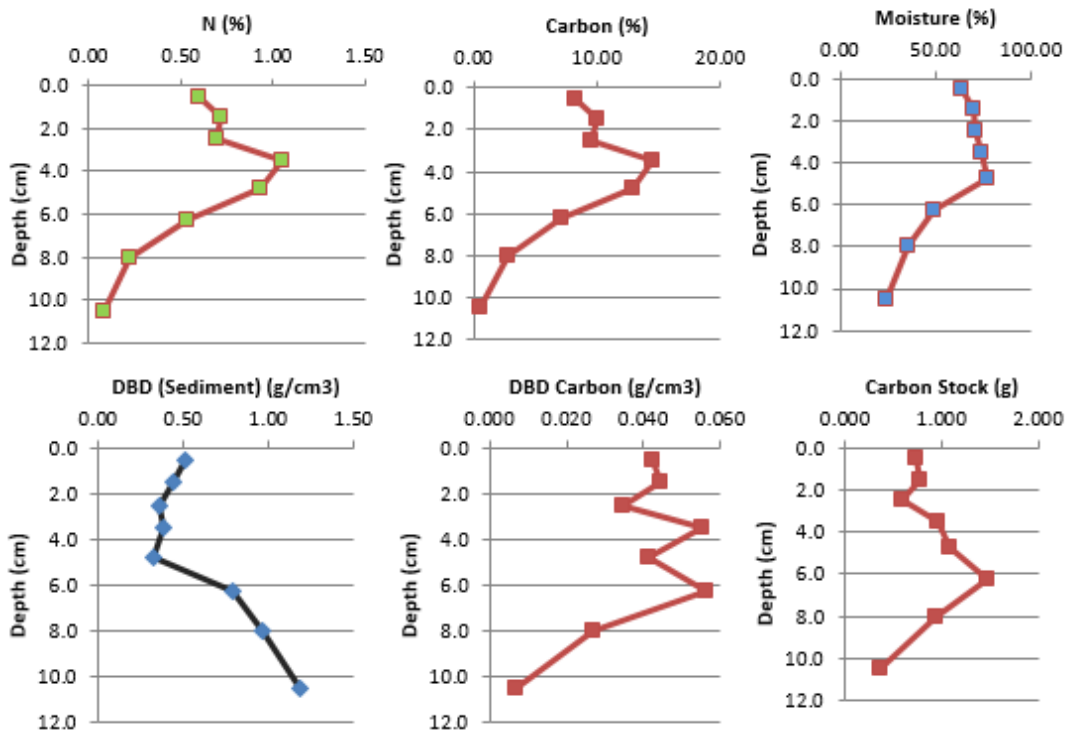 N (%)
0.00 0.50 1.00 1.50
0.0
2.0
4.0
6.0
8.0
10.0
12.0
Depth (cm)
Carbon (%)
0.00 10.00 20.00
0.0
2.0
4.0
6.0
8.0
10.0
12.0
Depth (cm)
Moisture (%)
0.00 50.00 100.00
0.0
2.0
4.0
6.0
8.0
10.0
12.0
Depth (cm)
DBD (Sediment) (g/cm3)
0.00 0.50 1.00 1.50
0.0
2.0
4.0
6.0
8.0
10.0
12.0
Depth (cm)
DBD Carbon (g/cm3)
0.000 0.020 0.040 0.060
0.0
2.0
4.0
6.0
8.0
10.0
12.0
Depth (cm)
Carbon Stock (g)
0.000 1.000 2.000
0.0
2.0
4.0
6.0
8.0
10.0
12.0
Depth (cm)